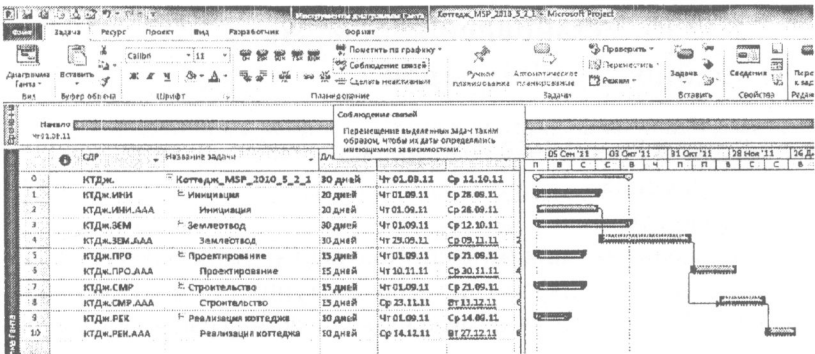 Инструменты диаграммы Ганта
Коттедж_MSP_2010_5_2_1 - Microsoft Project
Файл Задача Ресурс Проект Вид Разработчик Формат
Диаграмма Ганта
Вставить
Calibri 11
Ж К Ч
Пометить по графику
Соблюдение связей
Сделать неактивным
Ручное планирование
Автоматическое планирование
Проверить
Переместить
Режим
Задача
Сведения
Вид Буфер обмена Шрифт Планирование Задачи Вставить Свойства
Соблюдение связей
Перемещение выделенных задач таким
образом, чтобы их даты определялись
имеющимися зависимостями.
Начало
Чт 01.09.11
СДР Название задачи
05 Сен '11 03 Окт '11 31 Окт '11 28 Ноя '11
П В С Ч П П В С С В
0 КТДж. Коттедж_MSP_2010_5_2_1 30 дней Чт 01.09.11 Ср 12.10.11
1 КТДж.ИНИ Инициация 20 дней Чт 01.09.11 Ср 28.09.11
2 КТДж.ИНИ.ААА Инициация 20 дней Чт 01.09.11 Ср 28.09.11
3 КТДж.ЗЕМ Землеотвод 30 дней Чт 01.09.11 Ср 12.10.11
4 КТДж.ЗЕМ.ААА Землеотвод 30 дней Чт 29.09.11 Ср 09.11.11 2
5 КТДж.ПРО Проектирование 15 дней Чт 01.09.11 Ср 21.09.11
6 КТДж.ПРО.ААА Проектирование 15 дней Чт 10.11.11 Ср 30.11.11 4
7 КТДж.СМР Строительство 15 дней Чт 01.09.11 Ср 21.09.11
8 КТДж.СМР.ААА Строительство 15 дней Ср 23.11.11 Вт 13.12.11 6
9 КТДж.РЕК Реализация коттеджа 10 дней Чт 01.09.11 Ср 14.09.11
10 КТДж.РЕК.ААА Реализация коттеджа 10 дней Ср 14.12.11 Вт 27.12.11 8